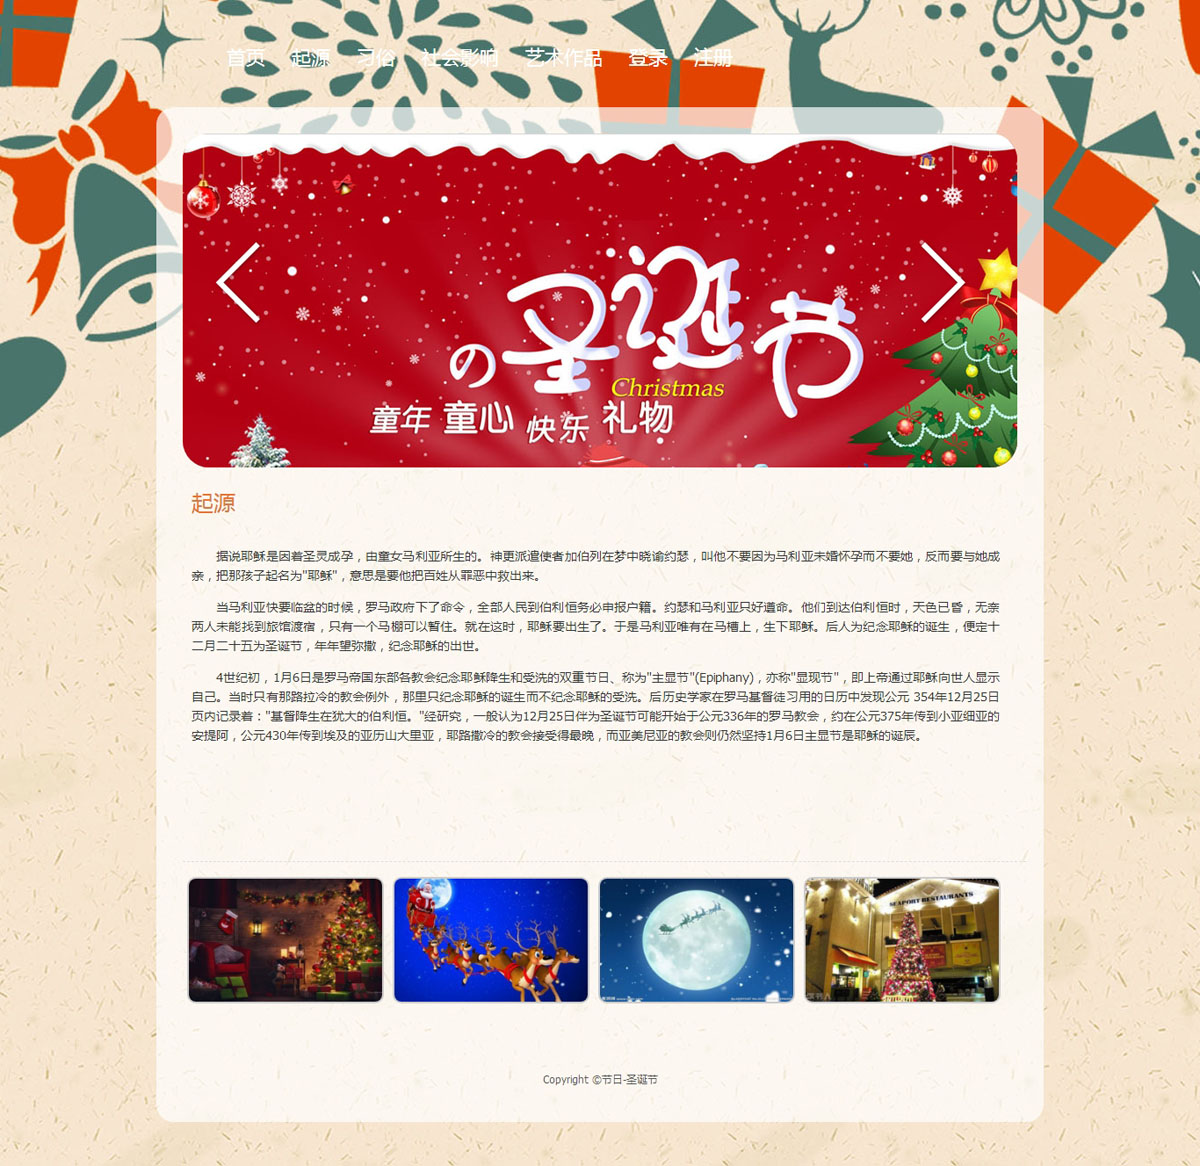 首页 起源 习俗 社会影响 艺术作品 登录 注册
の圣诞节
Christmas
童年 童心 快乐 礼物
起源
据说耶稣是因着圣灵成孕，由童女马利亚所生的。神更派遣使者加伯列在梦中晓谕约瑟，叫他不要因为马利亚未婚怀孕而不要她，反而要与她成
亲，把那孩子起名为"耶稣"，意思是要他把百姓从罪恶中救出来。
当马利亚快要临盆的时候，罗马政府下了命令，全部人民到伯利恒务必申报户籍。约瑟和马利亚只好遵命。他们到达伯利恒时，天色已昏，无奈
两人未能找到旅馆渡宿，只有一个马棚可以暂住。就在这时，耶稣要出生了。于是马利亚唯有在马槽上，生下耶稣。后人为纪念耶稣的诞生，便定十
二月二十五为圣诞节，年年望弥撒，纪念耶稣的出世。
4世纪初，1月6日是罗马帝国东部各教会纪念耶稣降生和受洗的双重节日、称为"主显节"(Epiphany)，亦称"显现节"，即上帝通过耶稣向世人显示
自己。当时只有那路拉冷的教会例外，那里只纪念耶稣的诞生而不纪念耶稣的受洗。后历史学家在罗马基督徒习用的日历中发现公元 354年12月25日
页内记录着："基督降生在犹大的伯利恒。"经研究，一般认为12月25日伴为圣诞节可能开始于公元336年的罗马教会，约在公元375年传到小亚细亚的
安提阿，公元430年传到埃及的亚历山大里亚，耶路撒冷的教会接受得最晚，而亚美尼亚的教会则仍然坚持1月6日主显节是耶稣的诞辰。
SEAPORT RESTAURANTS
Copyright ©节日-圣诞节